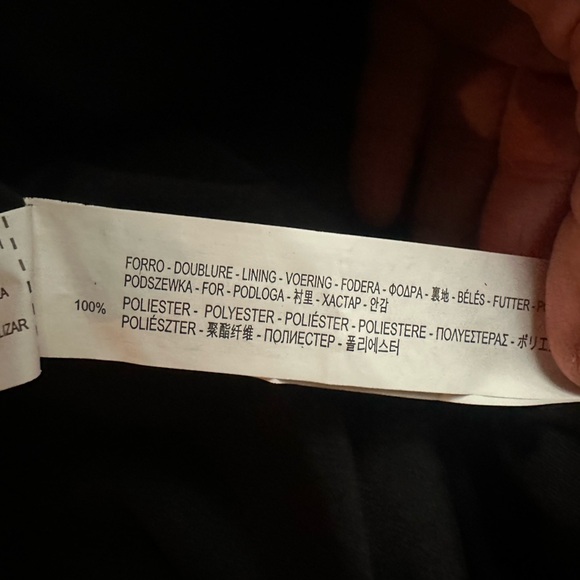 FORRO - DOUBLURE - LINING - VOERING - FODERA - ΦΟΔΡΑ - 裏地 - BÉLÉS - FUTTER -
PODSZEWKA - FOR - PODLOGĀ - 衬里 - ХАСТАР - 안감
100% POLIESTER - POLYESTER - POLIÉSTER - POLIESTERE - ΠΟΛΥΕΣΤΕΡΑΣ -
POLIÉSZTER - 聚酯纤维 - ПОЛИЕСТЕР - 폴리에스터